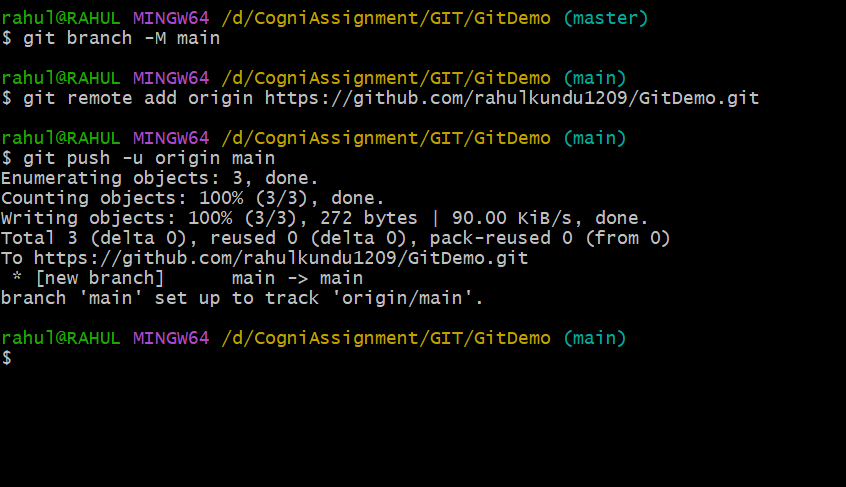 rahul@RAHUL MINGW64 /d/CogniAssignment/GIT/GitDemo (master)
$ git branch -M main
rahul@RAHUL MINGW64 /d/CogniAssignment/GIT/GitDemo (main)
$ git remote add origin https://github.com/rahulkundu1209/GitDemo.git
rahul@RAHUL MINGW64 /d/CogniAssignment/GIT/GitDemo (main)
$ git push -u origin main
Enumerating objects: 3, done.
Counting objects: 100% (3/3), done.
Writing objects: 100% (3/3), 272 bytes | 90.00 KiB/s, done.
Total 3 (delta 0), reused 0 (delta 0), pack-reused 0 (from 0)
To https://github.com/rahulkundu1209/GitDemo.git
 * [new branch]      main -> main
branch 'main' set up to track 'origin/main'.
rahul@RAHUL MINGW64 /d/CogniAssignment/GIT/GitDemo (main)
$